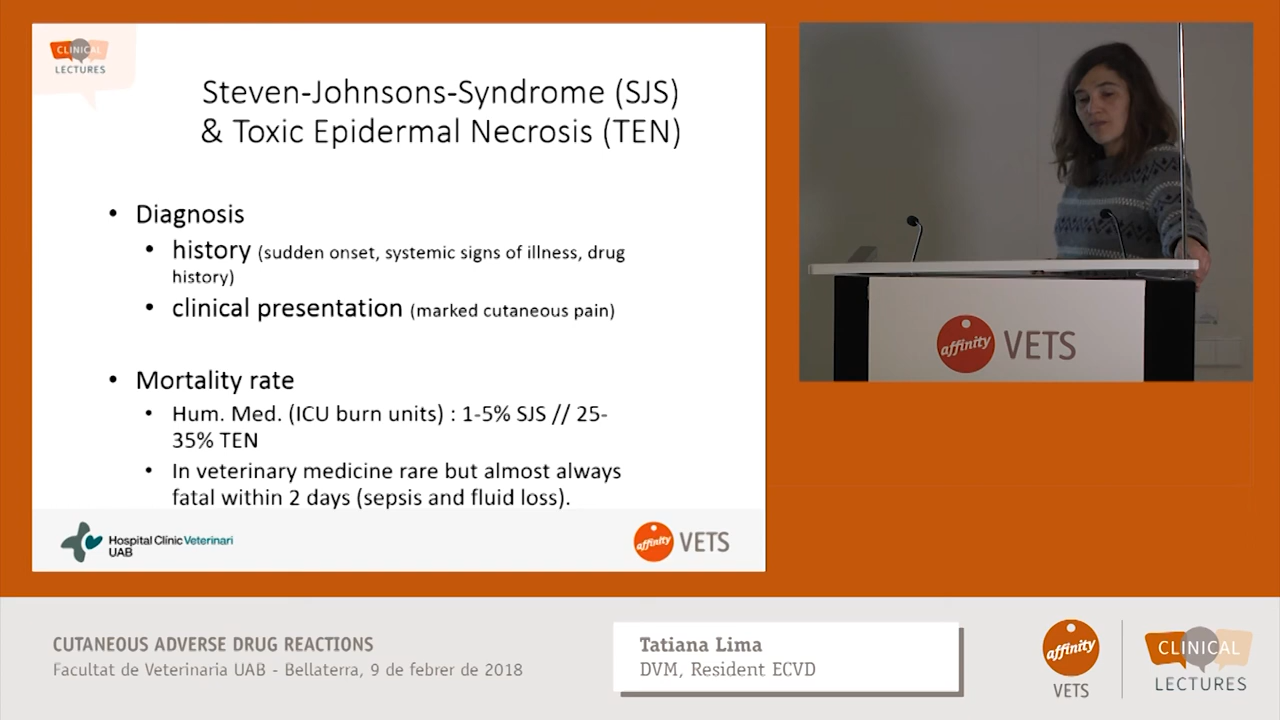 CLINICAL
LECTURES
Steven-Johnsons-Syndrome (SJS)
& Toxic Epidermal Necrosis (TEN)
• Diagnosis
• history (sudden onset, systemic signs of illness, drug
history)
• clinical presentation (marked cutaneous pain)
• Mortality rate
• Hum. Med. (ICU burn units) : 1-5% SJS // 25-
35% TEN
• In veterinary medicine rare but almost always
fatal within 2 days (sepsis and fluid loss).
Hospital Clínic Veterinari
UAB
affinity VETS
affinity VETS
CUTANEOUS ADVERSE DRUG REACTIONS
Facultat de Veterinaria UAB - Bellaterra, 9 de febrer de 2018
Tatiana Lima
DVM, Resident ECVD
affinity
VETS
CLINICAL
LECTURES